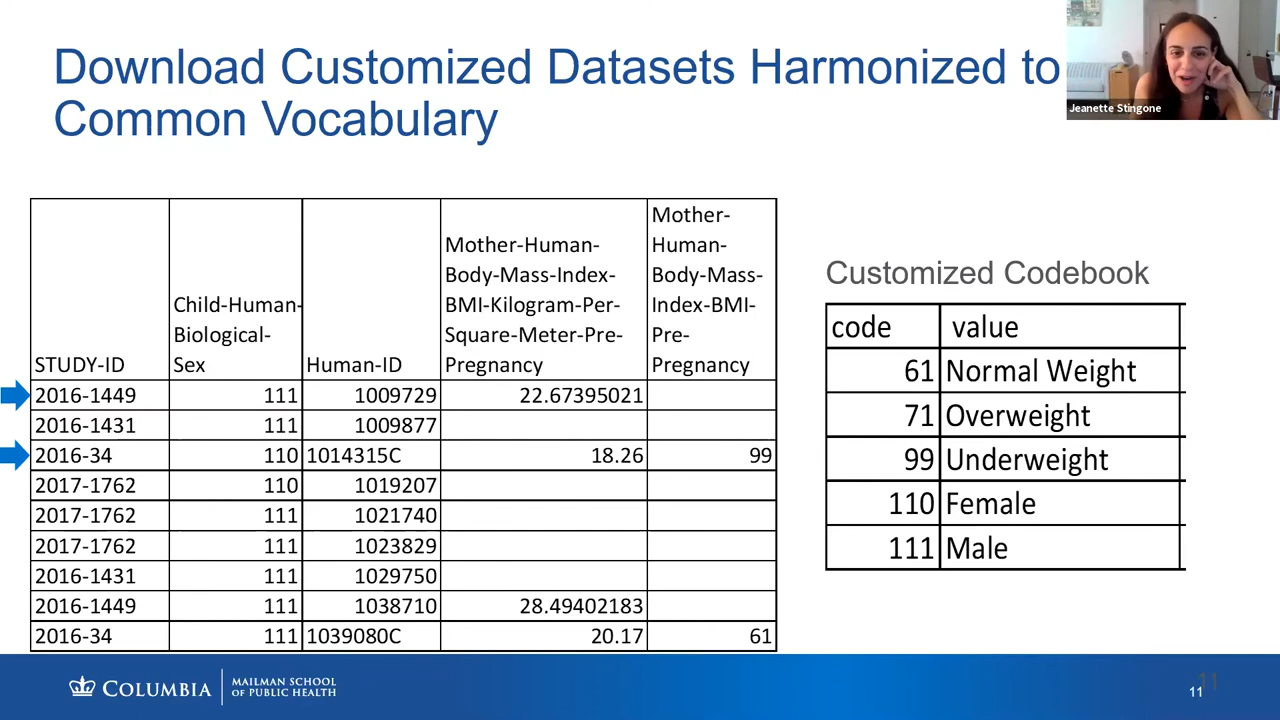 Download Customized Datasets Harmonized to
Common Vocabulary
Jeanette Stingone
STUDY-ID
Child-Human-
Biological-
Sex
Human-ID
Mother-Human-
Body-Mass-Index-
BMI-Kilogram-Per-
Square-Meter-Pre-
Pregnancy
Mother-
Human-
Body-Mass-
Index-BMI-
Pre-
Pregnancy
2016-1449 111 1009729 22.67395021
2016-1431 111 1009877
2016-34 110 1014315C 18.26 99
2017-1762 110 1019207
2017-1762 111 1021740
2017-1762 111 1023829
2016-1431 111 1029750
2016-1449 111 1038710 28.49402183
2016-34 111 1039080C 20.17 61
Customized Codebook
code value
61 Normal Weight
71 Overweight
99 Underweight
110 Female
111 Male
COLUMBIA
MAILMAN SCHOOL
OF PUBLIC HEALTH
11
11